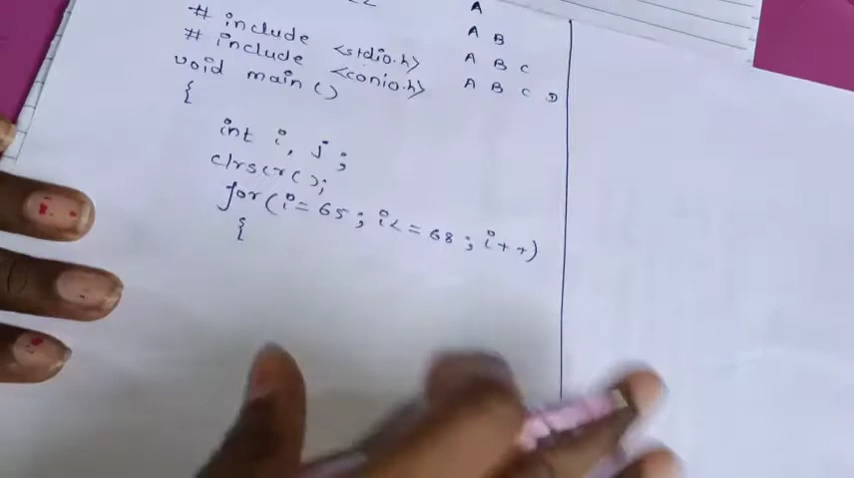 # include <stdio.h>
# include <conio.h>
void main()
{
int i, j;
clrscr();
for(i=65; i<=68; i++)
{
A
A B
A B C
A B C D